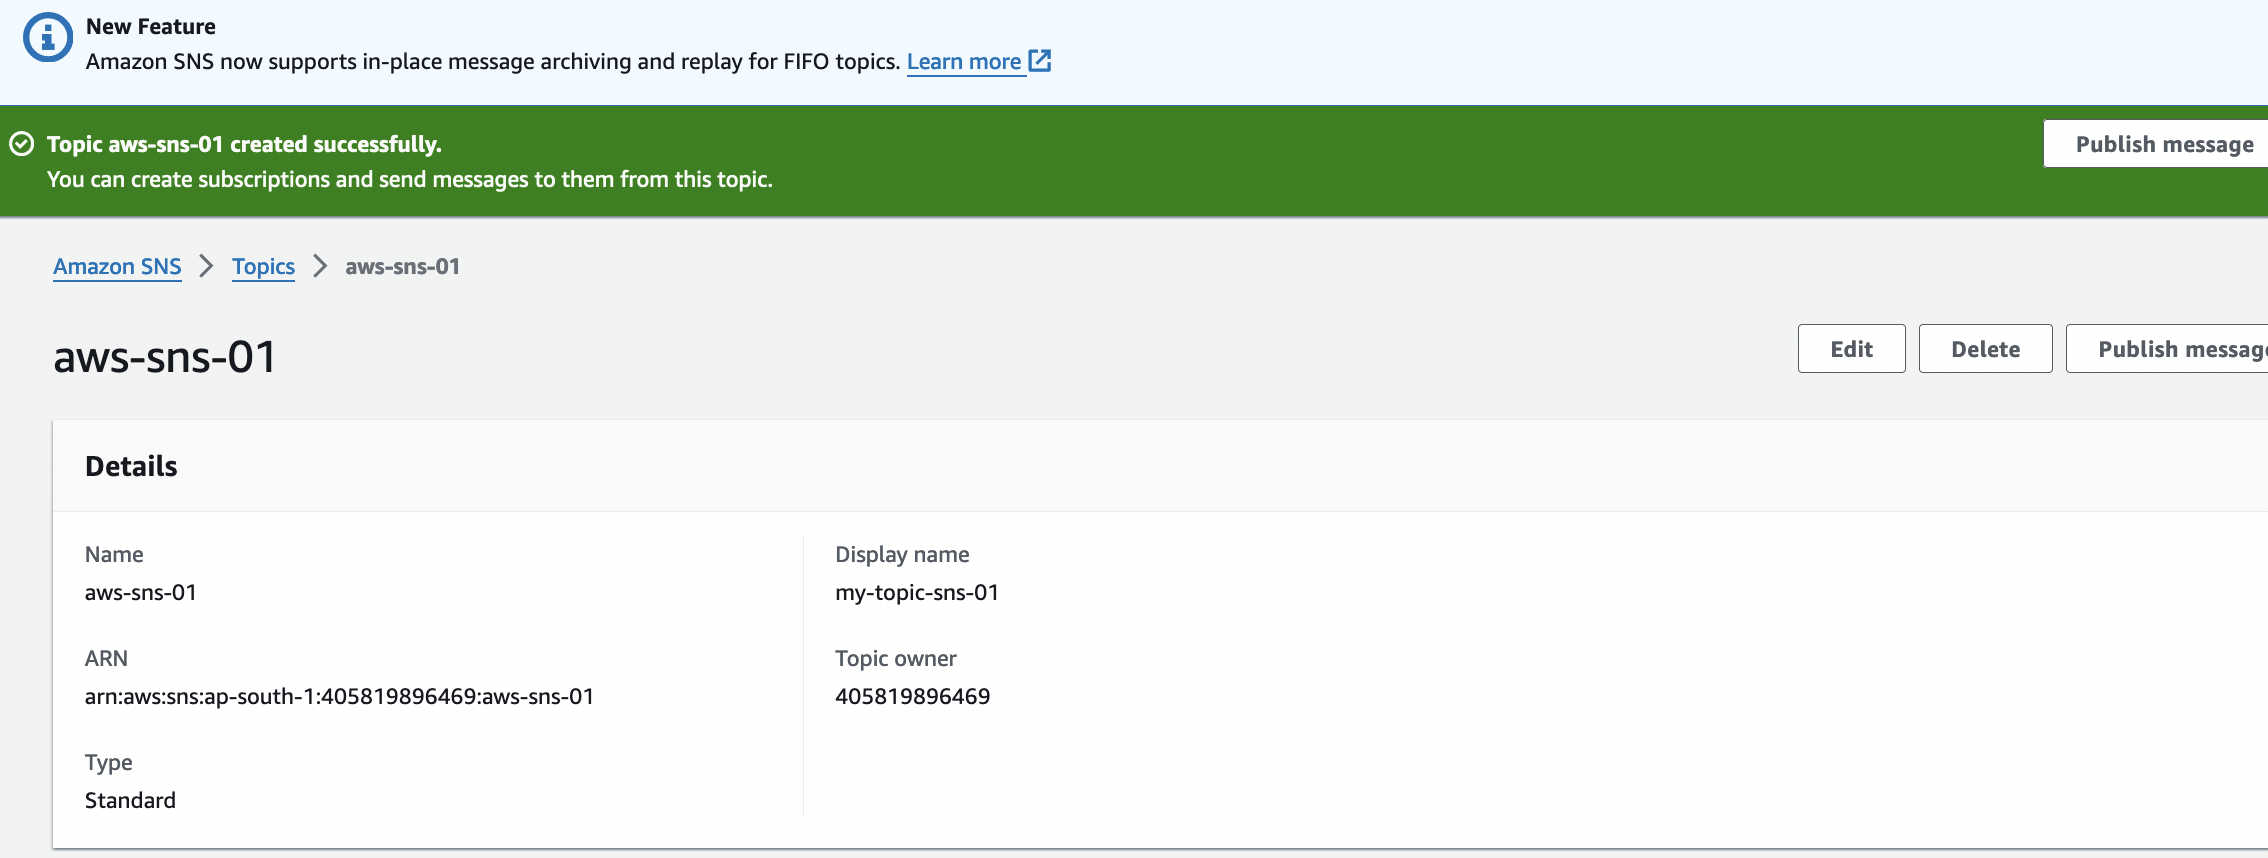 New Feature
Amazon SNS now supports in-place message archiving and replay for FIFO topics. Learn more
Topic aws-sns-01 created successfully.
Publish message
You can create subscriptions and send messages to them from this topic.
Amazon SNS > Topics > aws-sns-01
aws-sns-01
Edit Delete Publish message
Details
Name
aws-sns-01
ARN
arn:aws:sns:ap-south-1:405819896469:aws-sns-01
Type
Standard
Display name
my-topic-sns-01
Topic owner
405819896469